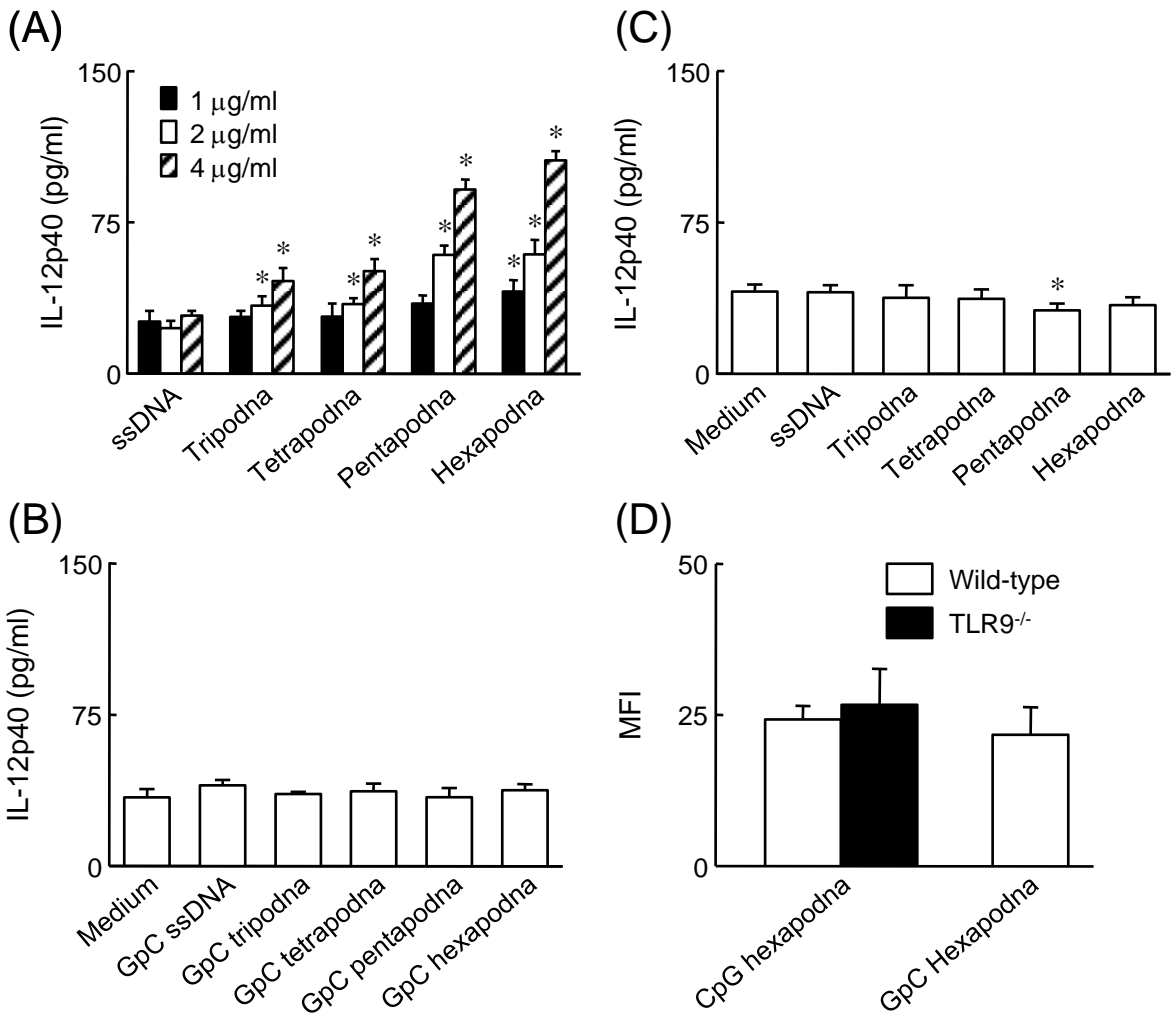 (A)
IL-12p40 (pg/ml)
150
75
0
1 μg/ml
2 μg/ml
4 μg/ml
* * * * * * * * *
ssDNA
Tripodna
Tetrapodna
Pentapodna
Hexapodna
(C)
IL-12p40 (pg/ml)
150
75
0
*
Medium
ssDNA
Tripodna
Tetrapodna
Pentapodna
Hexapodna
(B)
IL-12p40 (pg/ml)
150
75
0
Medium
GpC ssDNA
GpC tripodna
GpC tetrapodna
GpC pentapodna
GpC hexapodna
(D)
MFI
50
25
0
Wild-type
TLR9-/-
CpG hexapodna
GpC Hexapodna